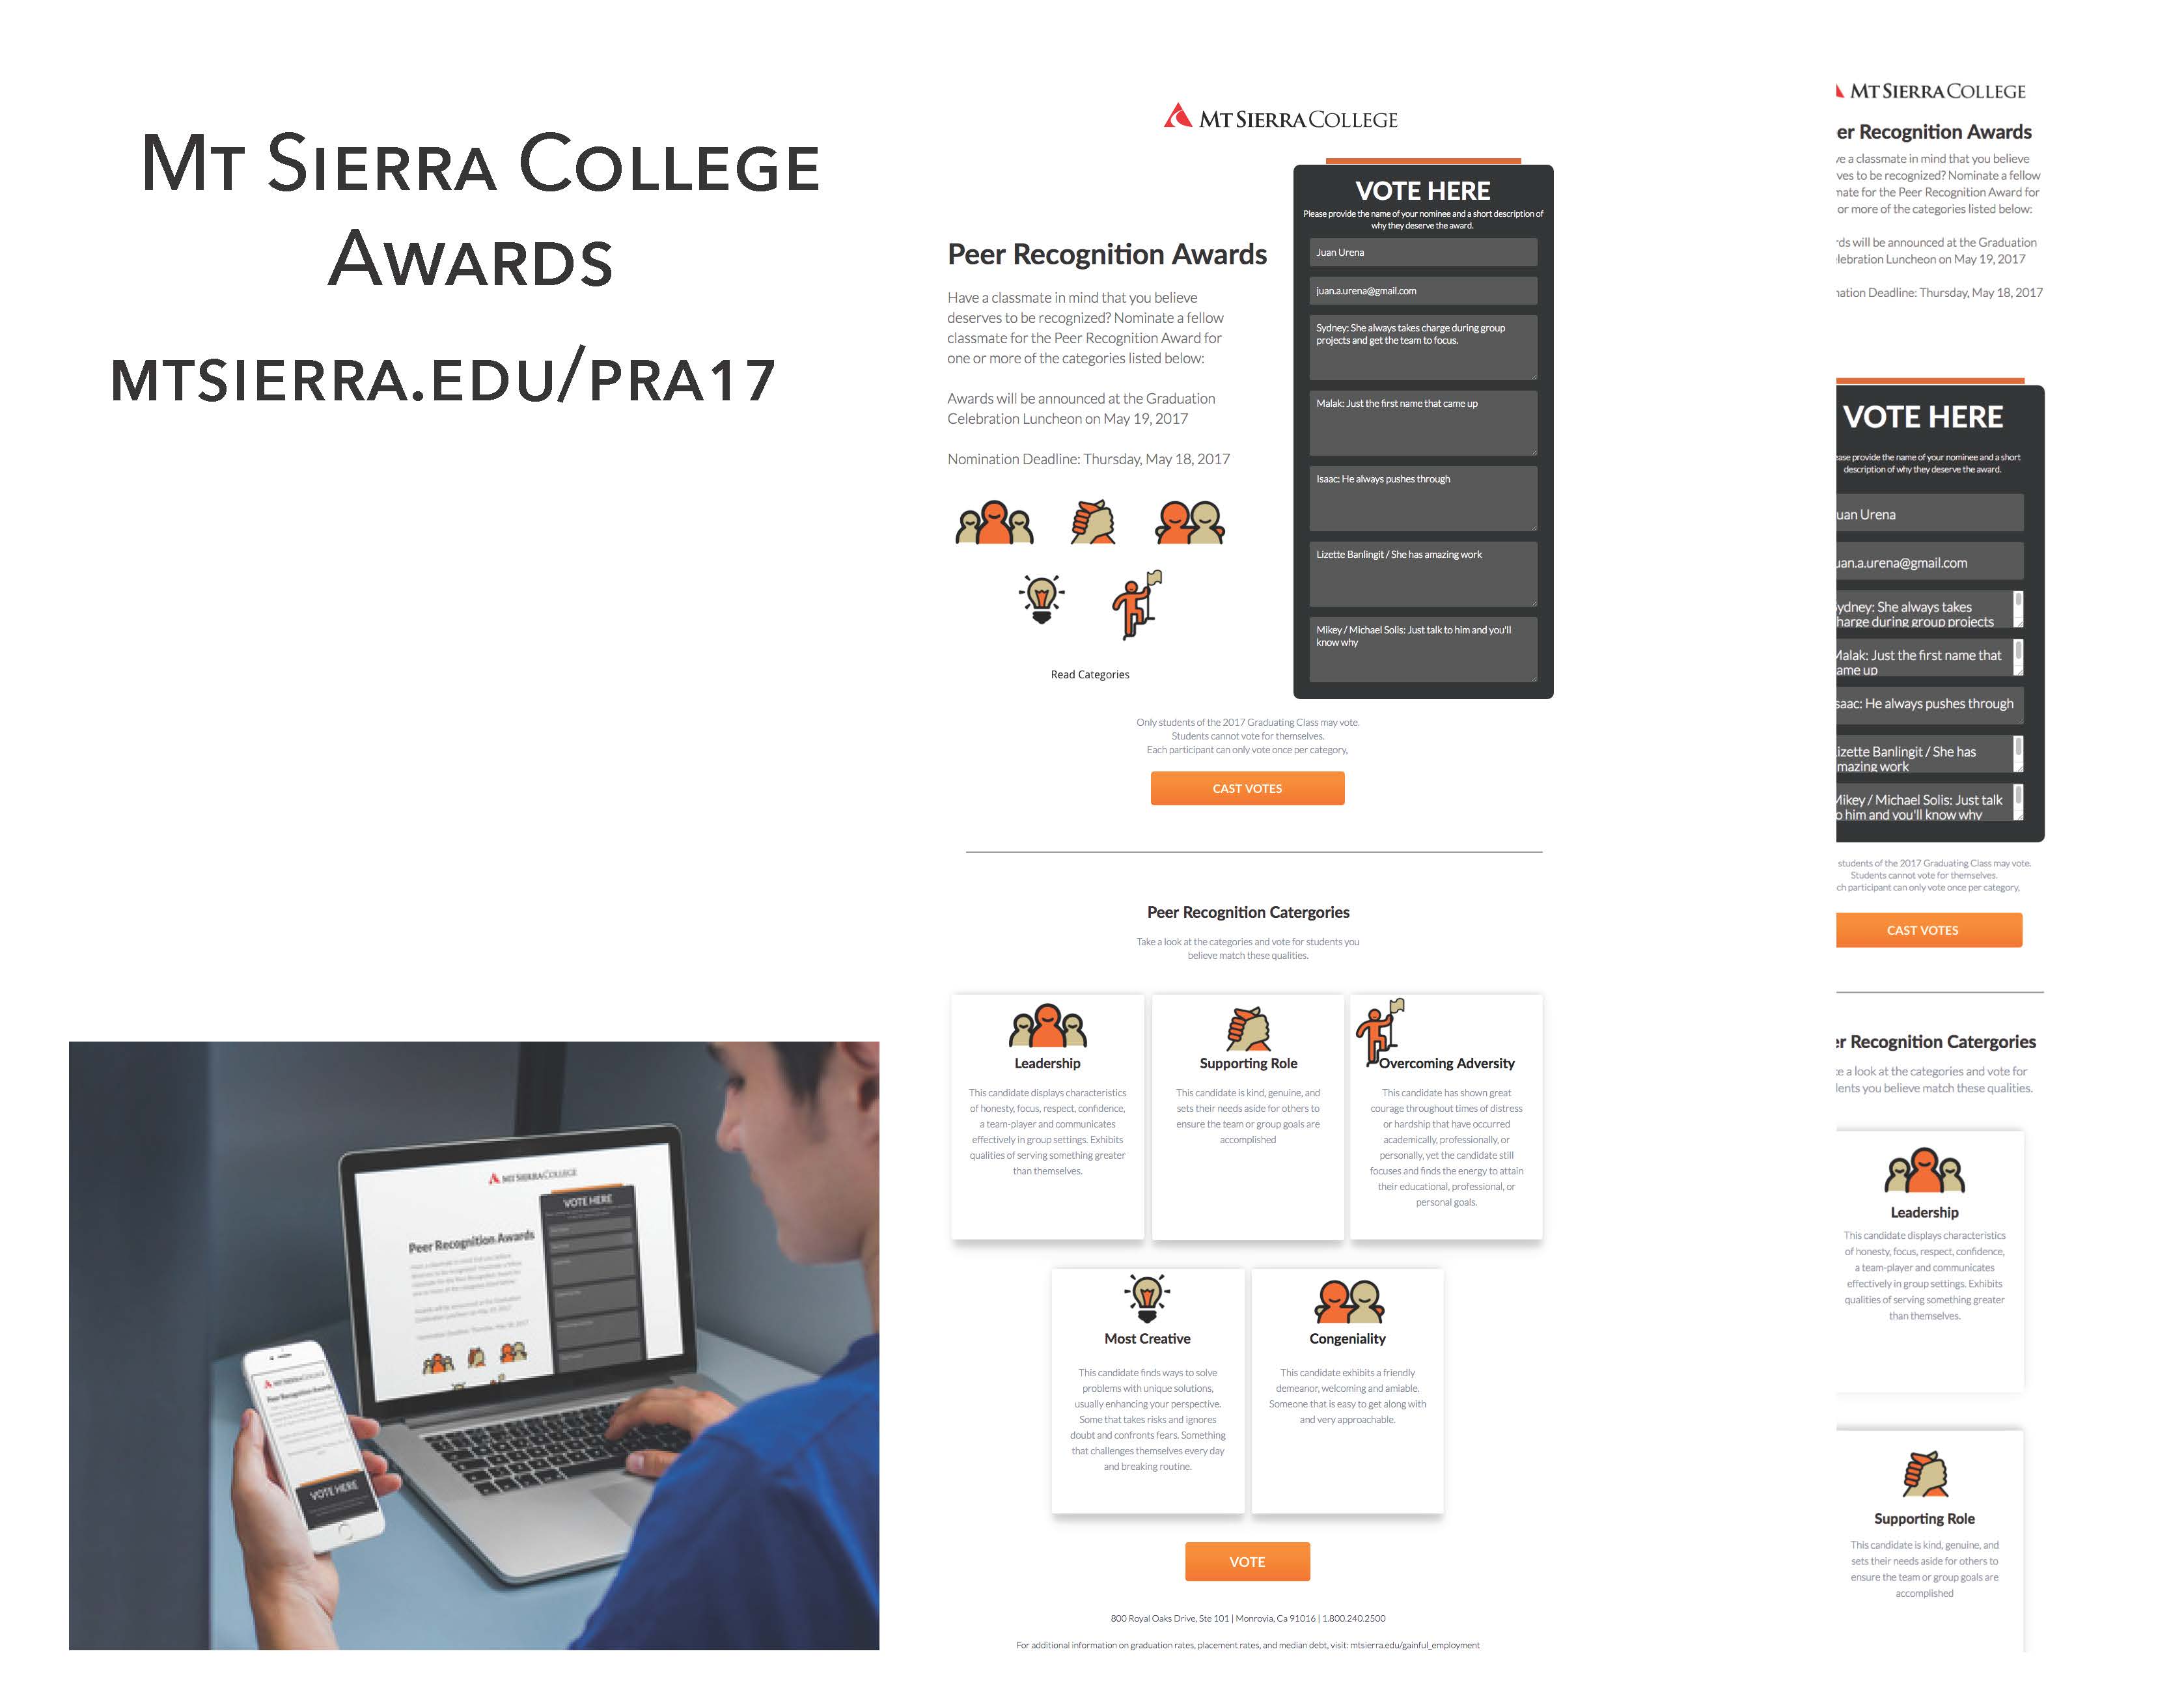 MT SIERRA COLLEGE
AWARDS
MTSIERRA.EDU/PRA17
MT SIERRA COLLEGE
Peer Recognition Awards
Have a classmate in mind that you believe
deserves to be recognized? Nominate a fellow
classmate for the Peer Recognition Award for
one or more of the categories listed below:
Awards will be announced at the Graduation
Celebration Luncheon on May 19, 2017
Nomination Deadline: Thursday, May 18, 2017
Read Categories
VOTE HERE
Please provide the name of your nominee and a short description of
why they deserve the award.
Juan Urena
juan.a.urena@gmail.com
Sydney: She always takes charge during group
projects and get the team to focus.
Malak: Just the first name that came up
Isaac: He always pushes through
Lizette Banlingit / She has amazing work
Mikey / Michael Solis: Just talk to him and you'll
know why
Only students of the 2017 Graduating Class may vote.
Students cannot vote for themselves.
Each participant can only vote once per category,
CAST VOTES
Peer Recognition Catergories
Take a look at the categories and vote for students you
believe match these qualities.
Leadership
This candidate displays characteristics
of honesty, focus, respect, confidence,
a team-player and communicates
effectively in group settings. Exhibits
qualities of serving something greater
than themselves.
Supporting Role
This candidate is kind, genuine, and
sets their needs aside for others to
ensure the team or group goals are
accomplished
Overcoming Adversity
This candidate has shown great
courage throughout times of distress
or hardship that have occurred
academically, professionally, or
personally, yet the candidate still
focuses and finds the energy to attain
their educational, professional, or
personal goals.
Most Creative
This candidate finds ways to solve
problems with unique solutions,
usually enhancing your perspective.
Some that takes risks and ignores
doubt and confronts fears. Something
that challenges themselves every day
and breaking routine.
Congeniality
This candidate exhibits a friendly
demeanor, welcoming and amiable.
Someone that is easy to get along with
and very approachable.
VOTE
800 Royal Oaks Drive, Ste 101 | Monrovia, Ca 91016 | 1.800.240.2500
For additional information on graduation rates, placement rates, and median debt, visit: mtsierra.edu/gainful_employment
MT SIERRA COLLEGE
er Recognition Awards
ve a classmate in mind that you believe
ves to be recognized? Nominate a fellow
mate for the Peer Recognition Award for
or more of the categories listed below:
rds will be announced at the Graduation
lebration Luncheon on May 19, 2017
nation Deadline: Thursday, May 18, 2017
VOTE HERE
ease provide the name of your nominee and a short
description of why they deserve the award.
uan Urena
uan.a.urena@gmail.com
ydney: She always takes
harge during group projects
Malak: Just the first name that
ame up
saac: He always pushes through
izette Banlingit / She has
mazing work
Mikey / Michael Solis: Just talk
o him and you'll know why
students of the 2017 Graduating Class may vote.
Students cannot vote for themselves.
ch participant can only vote once per category,
CAST VOTES
er Recognition Catergories
ke a look at the categories and vote for
dents you believe match these qualities.
Leadership
This candidate displays characteristics
of honesty, focus, respect, confidence,
a team-player and communicates
effectively in group settings. Exhibits
qualities of serving something greater
than themselves.
Supporting Role
This candidate is kind, genuine, and
sets their needs aside for others to
ensure the team or group goals are
accomplished
MT SIERRA COLLEGE
VOTE HERE
Peer Recognition Awards
Peer Recognition Awards
VOTE HERE